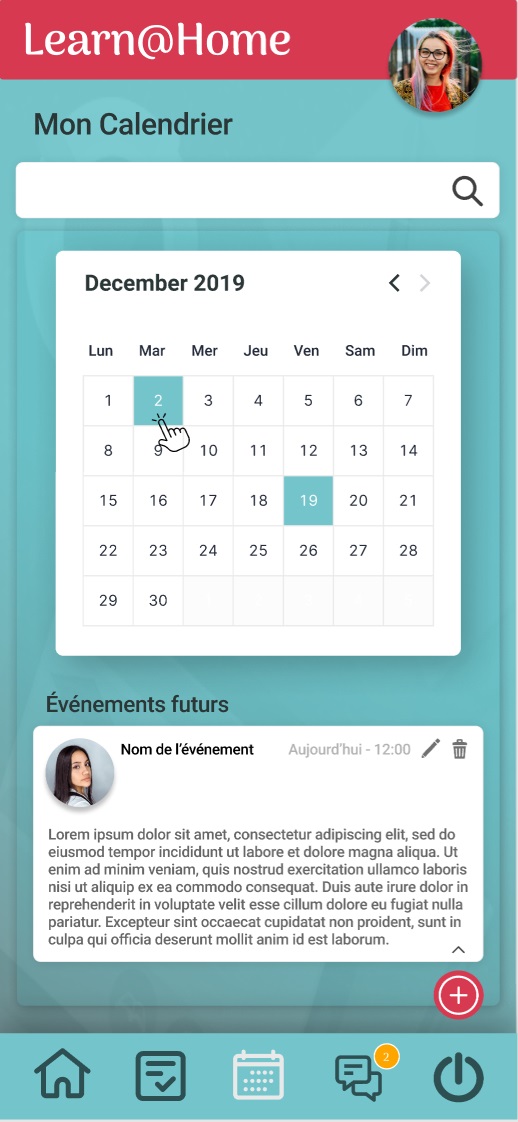 Learn@Home
Mon Calendrier
December 2019
Lun Mar Mer Jeu Ven Sam Dim
1 2 3 4 5 6 7
8 9 10 11 12 13 14
15 16 17 18 19 20 21
22 23 24 25 26 27 28
29 30
Événements futurs
Nom de l'événement Aujourd'hui - 12:00
Lorem ipsum dolor sit amet, consectetur adipiscing elit, sed do
eiusmod tempor incididunt ut labore et dolore magna aliqua. Ut
enim ad minim veniam, quis nostrud exercitation ullamco laboris
nisi ut aliquip ex ea commodo consequat. Duis aute irure dolor in
reprehenderit in voluptate velit esse cillum dolore eu fugiat nulla
pariatur. Excepteur sint occaecat cupidatat non proident, sunt in
culpa qui officia deserunt mollit anim id est laborum.
2